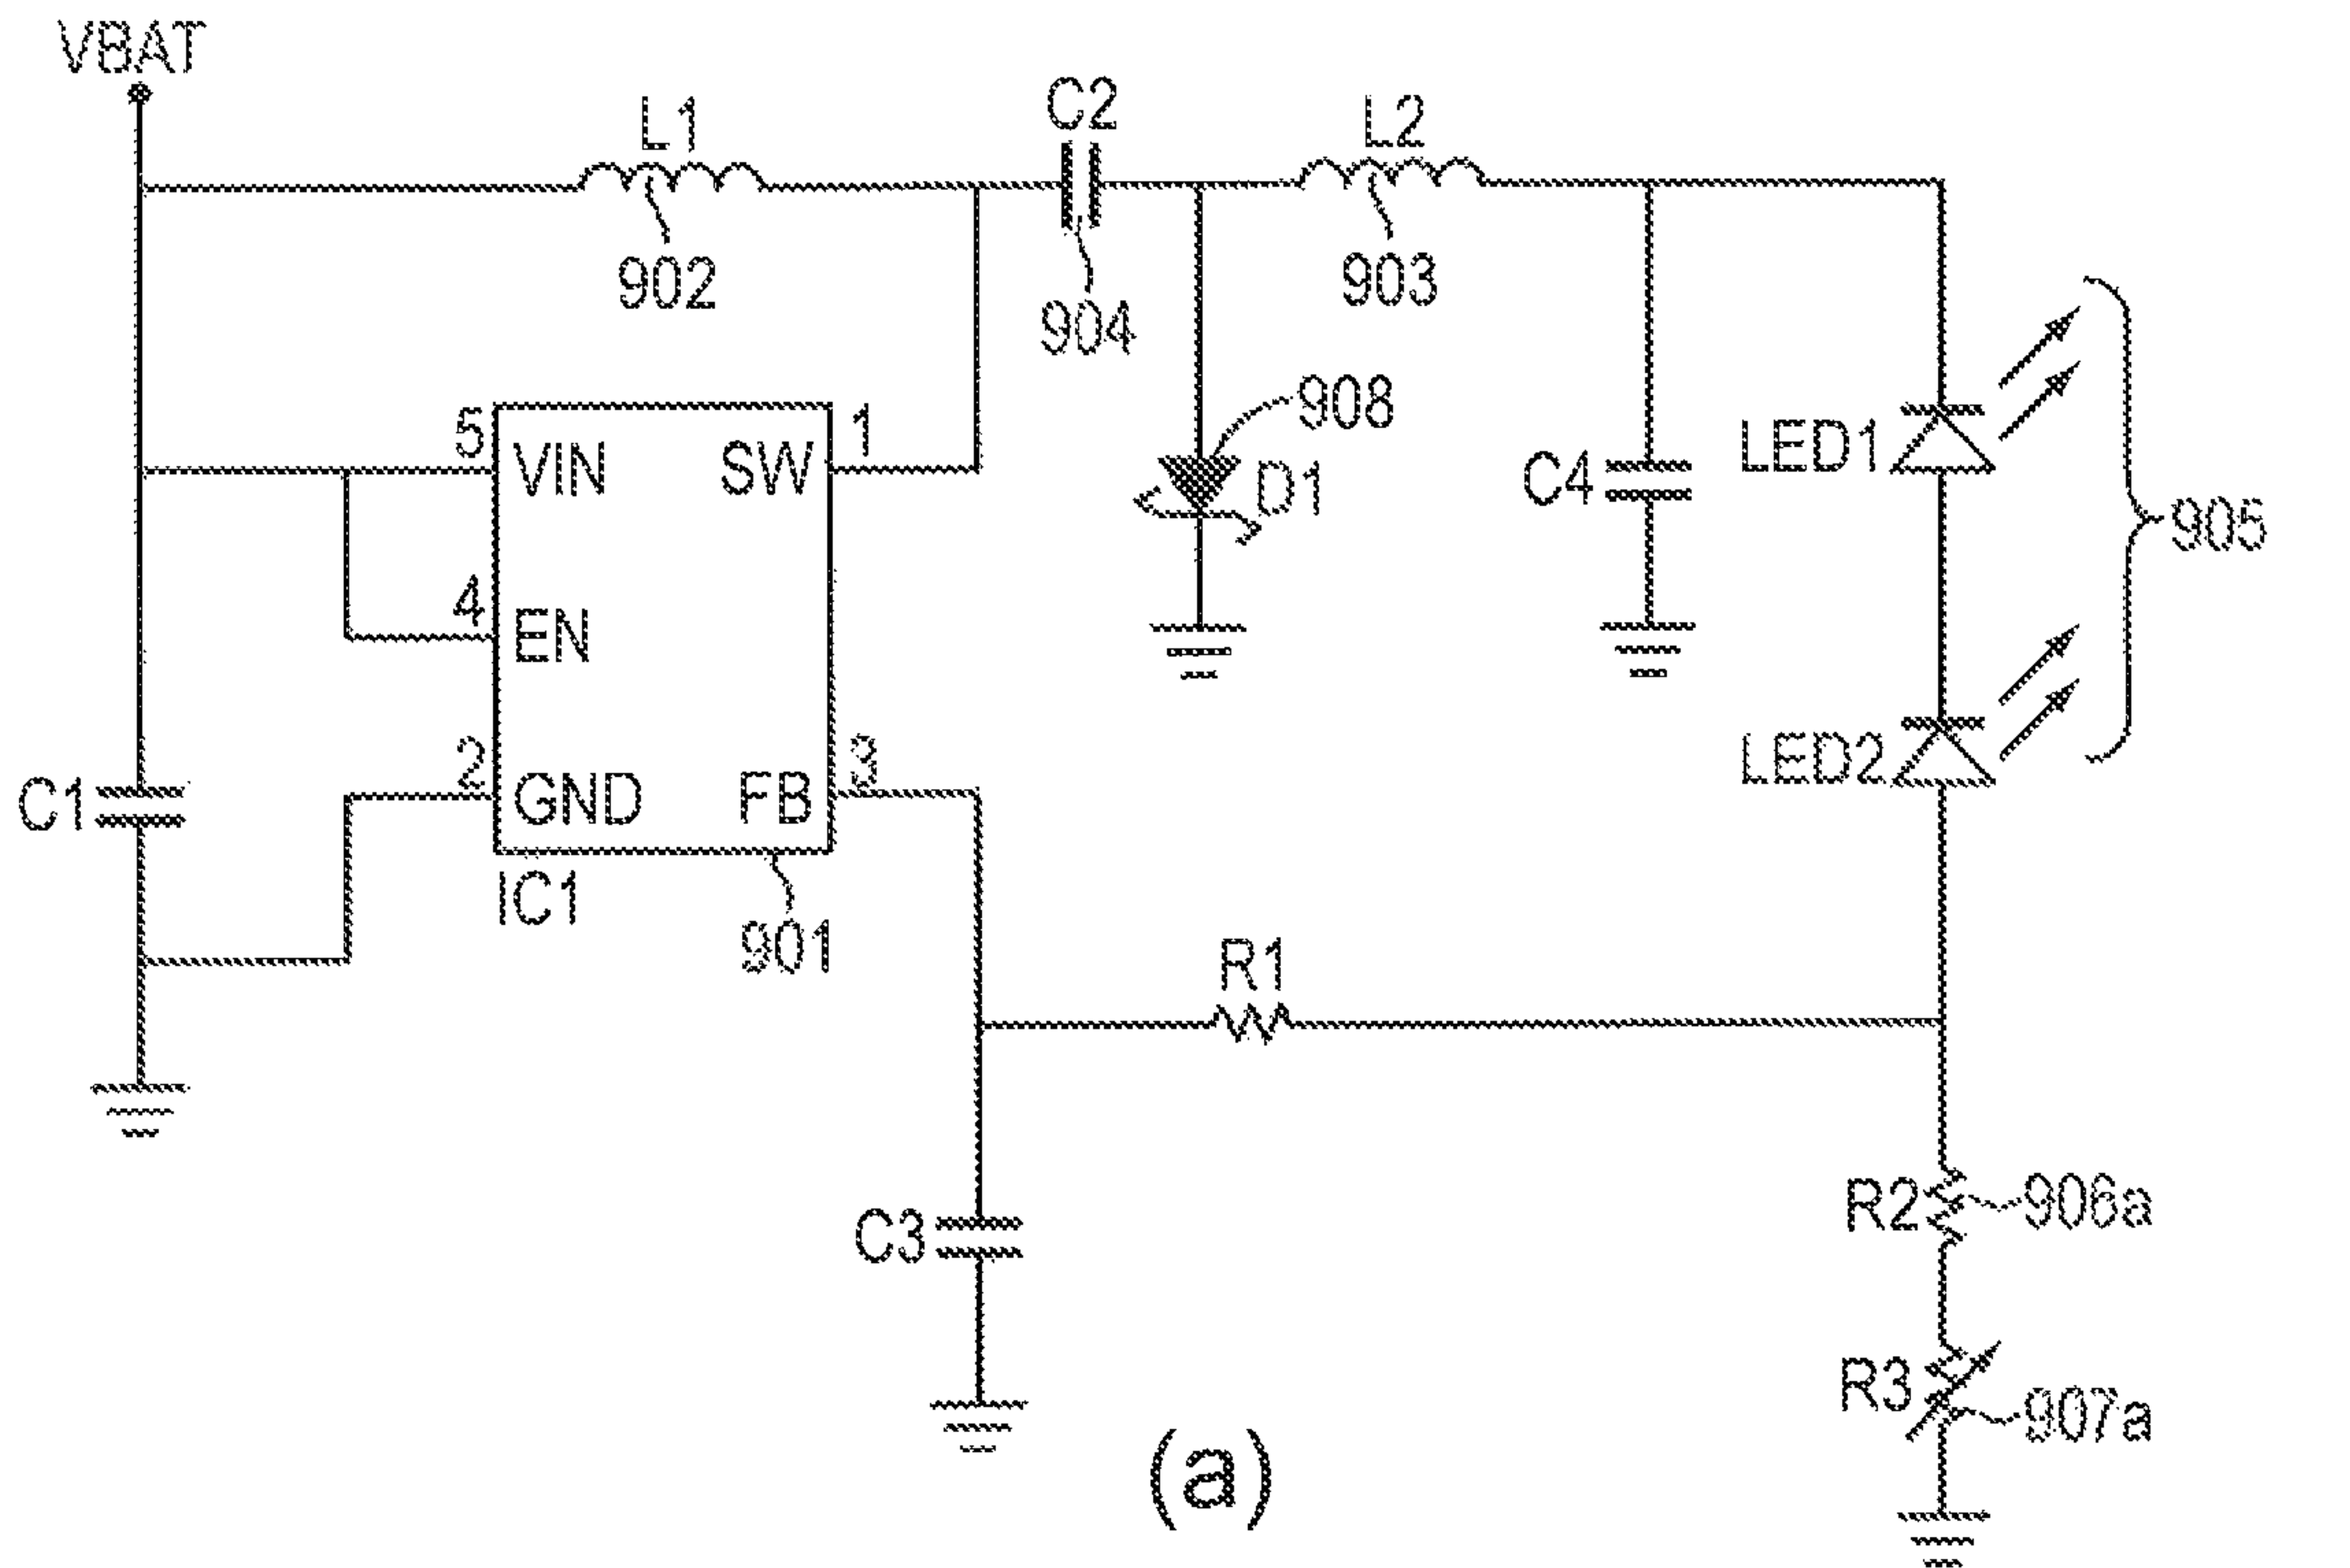 VBAT
L1
902
C2
904
L2
903
908
D1
C4
LED1
905
LED2
5
VIN
SW
1
4
EN
2
GND
FB
3
IC1
901
C1
R1
C3
R2
906a
R3
907a
(a)